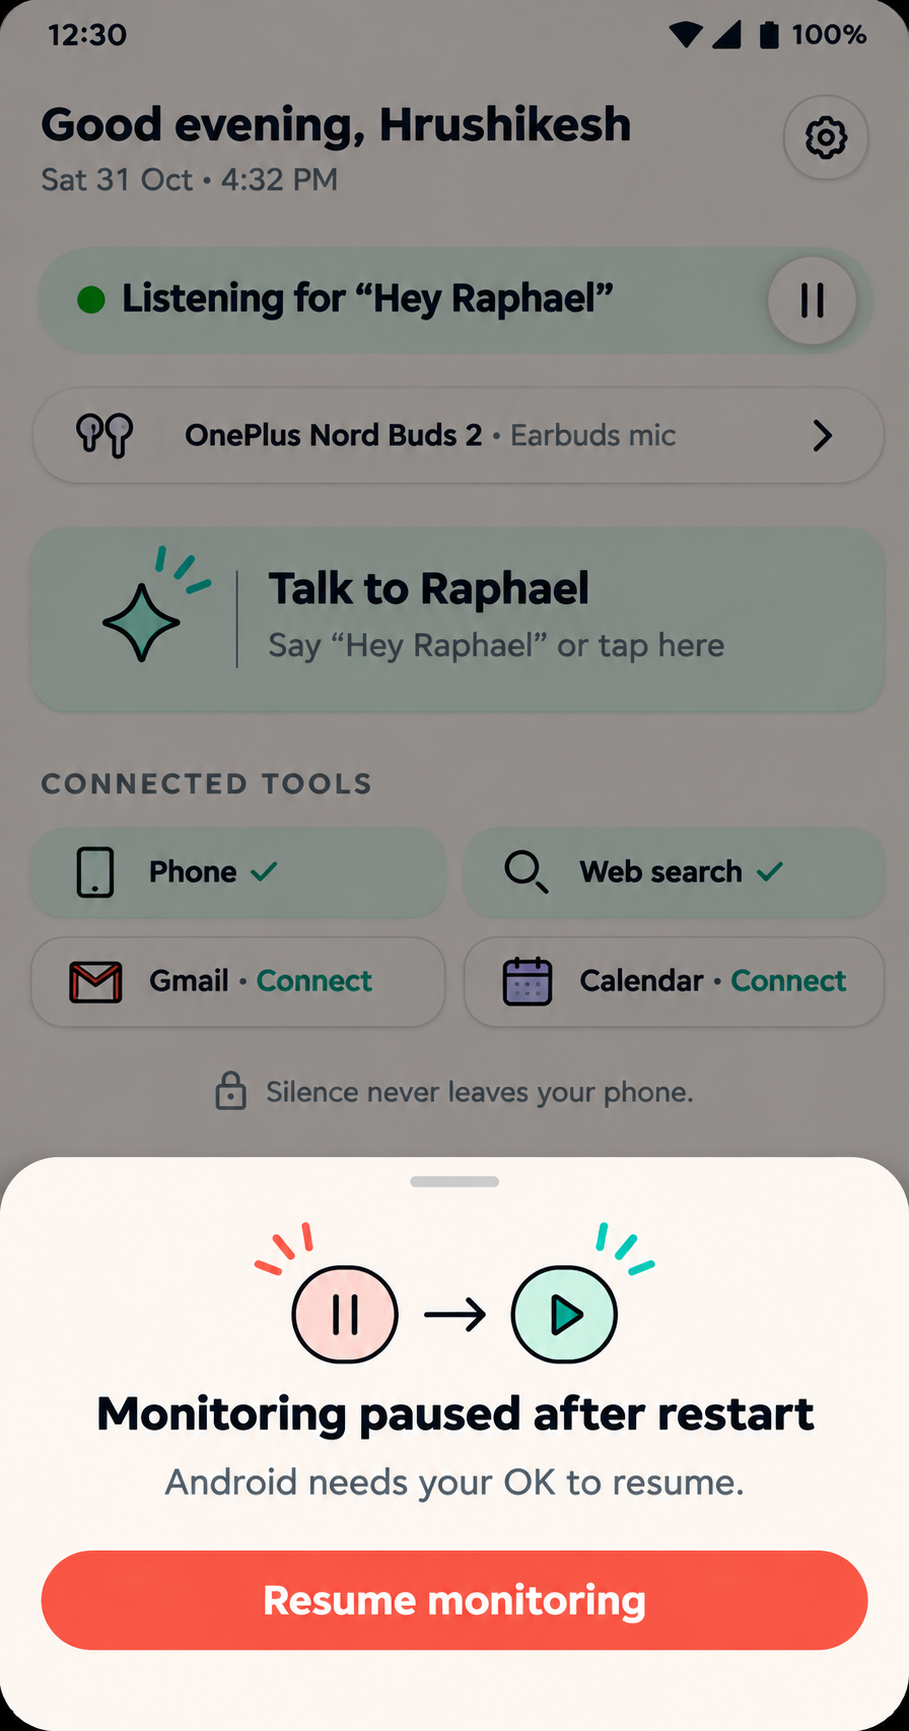 12:30 100%
Good evening, Hrushikesh
Sat 31 Oct • 4:32 PM
Listening for “Hey Raphael”
OnePlus Nord Buds 2 • Earbuds mic
Talk to Raphael
Say “Hey Raphael” or tap here
CONNECTED TOOLS
Phone
Web search
Gmail • Connect
Calendar • Connect
Silence never leaves your phone.
Monitoring paused after restart
Android needs your OK to resume.
Resume monitoring